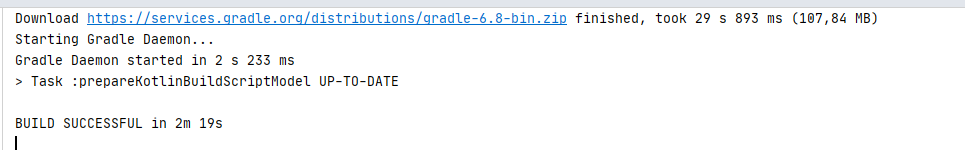 Download https://services.gradle.org/distributions/gradle-6.8-bin.zip finished, took 29 s 893 ms (107,84 MB)
Starting Gradle Daemon...
Gradle Daemon started in 2 s 233 ms
> Task :prepareKotlinBuildScriptModel UP-TO-DATE
BUILD SUCCESSFUL in 2m 19s